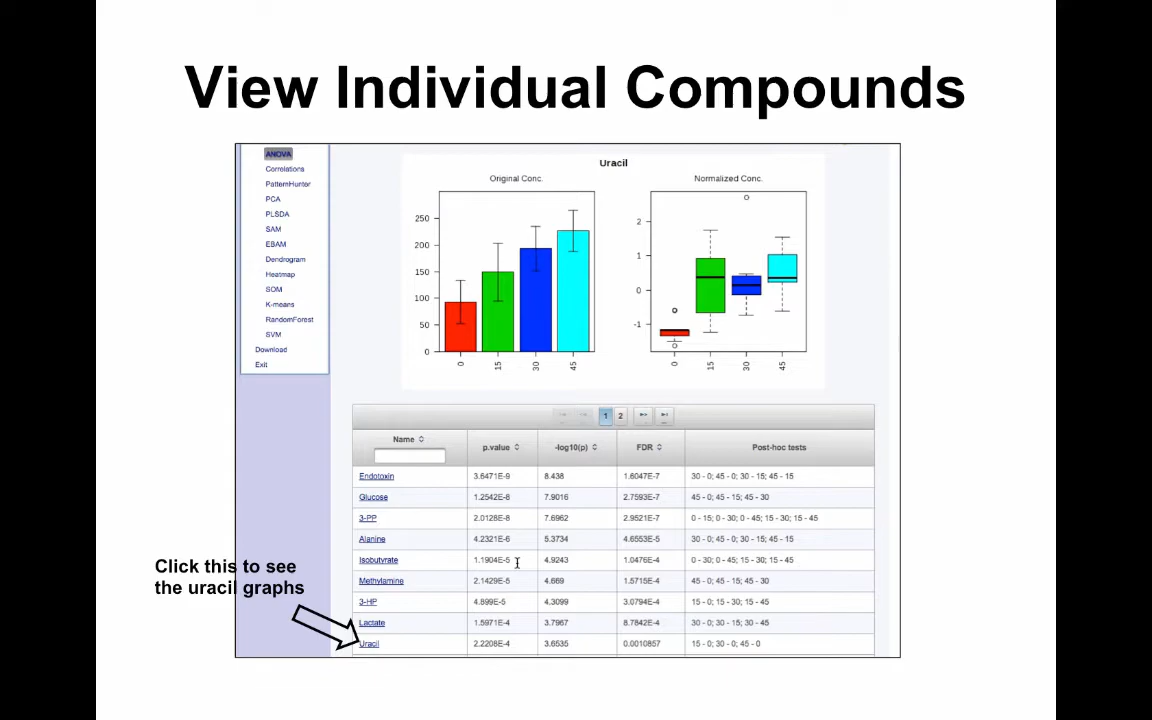 View Individual Compounds
ANOVA
Correlations
PatternHunter
PCA
PLSDA
SAM
EBAM
Dendrogram
Heatmap
SOM
K-means
RandomForest
SVM
Download
Exit
Uracil
Original Conc.
250
200
150
100
50
0
0 15 30 45
Normalized Conc.
2
1
0
-1
0 15 30 45
1 2
Name p.value -log10(p) FDR Post-hoc tests
Endotoxin 3.6471E-9 8.438 1.6047E-7 30 - 0; 45 - 0; 30 - 15; 45 - 15
Glucose 1.2542E-8 7.9016 2.7593E-7 45 - 0; 45 - 15; 45 - 30
3-PP 2.0128E-8 7.6962 2.9521E-7 0 - 15; 0 - 30; 0 - 45; 15 - 30; 15 - 45
Alanine 4.2321E-6 5.3734 4.6553E-5 30 - 0; 45 - 0; 30 - 15; 45 - 15
Isobutyrate 1.1904E-5 4.9243 1.0476E-4 0 - 30; 0 - 45; 15 - 30; 15 - 45
Methylamine 2.1429E-5 4.669 1.5715E-4 45 - 0; 45 - 15; 45 - 30
3-HP 4.899E-5 4.3099 3.0794E-4 15 - 0; 15 - 30; 15 - 45
Lactate 1.5971E-4 3.7967 8.7842E-4 30 - 0; 30 - 15; 30 - 45
Uracil 2.2208E-4 3.6535 0.0010857 15 - 0; 30 - 0; 45 - 0
Click this to see
the uracil graphs